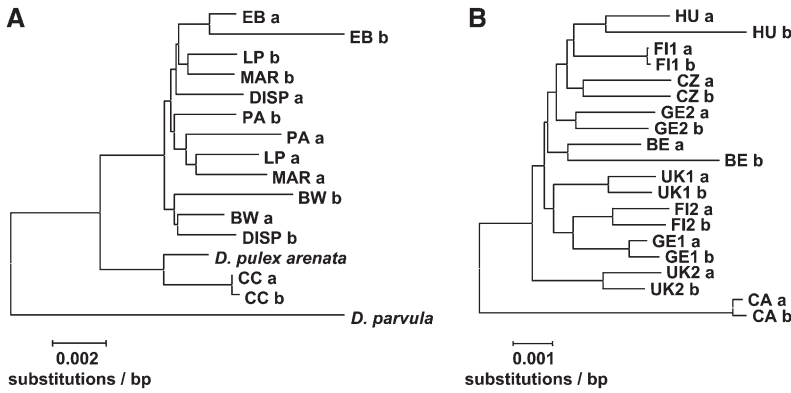 A
EB a
EB b
LP b
MAR b
DISP a
PA b
PA a
LP a
MAR a
BW b
BW a
DISP b
D. pulex arenata
CC a
CC b
D. parvula
0.002
substitutions / bp
B
HU a
HU b
FI1 a
FI1 b
CZ a
CZ b
GE2 a
GE2 b
BE a
BE b
UK1 a
UK1 b
FI2 a
FI2 b
GE1 a
GE1 b
UK2 a
UK2 b
CA a
CA b
0.001
substitutions / bp